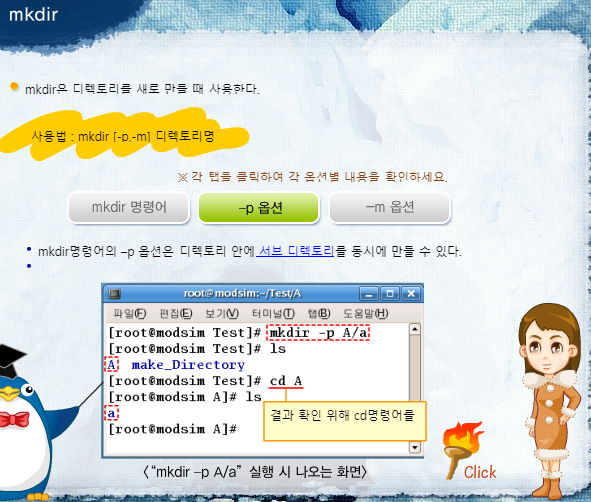 mkdir
mkdir은 디렉토리를 새로 만들 때 사용한다.
사용법 : mkdir [-p,-m] 디렉토리명
※ 각 탭을 클릭하여 각 옵션별 내용을 확인하세요.
mkdir 명령어
–p 옵션
–m 옵션
mkdir명령어의 –p 옵션은 디렉토리 안에 서브 디렉토리를 동시에 만들 수 있다.
root@modsim:~/Test/A
파일(F) 편집(E) 보기(V) 터미널(T) 탭(B) 도움말(H)
[root@modsim Test]# mkdir -p A/a
[root@modsim Test]# ls
A make_Directory
[root@modsim Test]# cd A
[root@modsim A]# ls
a
[root@modsim A]#
결과 확인 위해 cd명령어를
<“mkdir –p A/a” 실행 시 나오는 화면>
Click